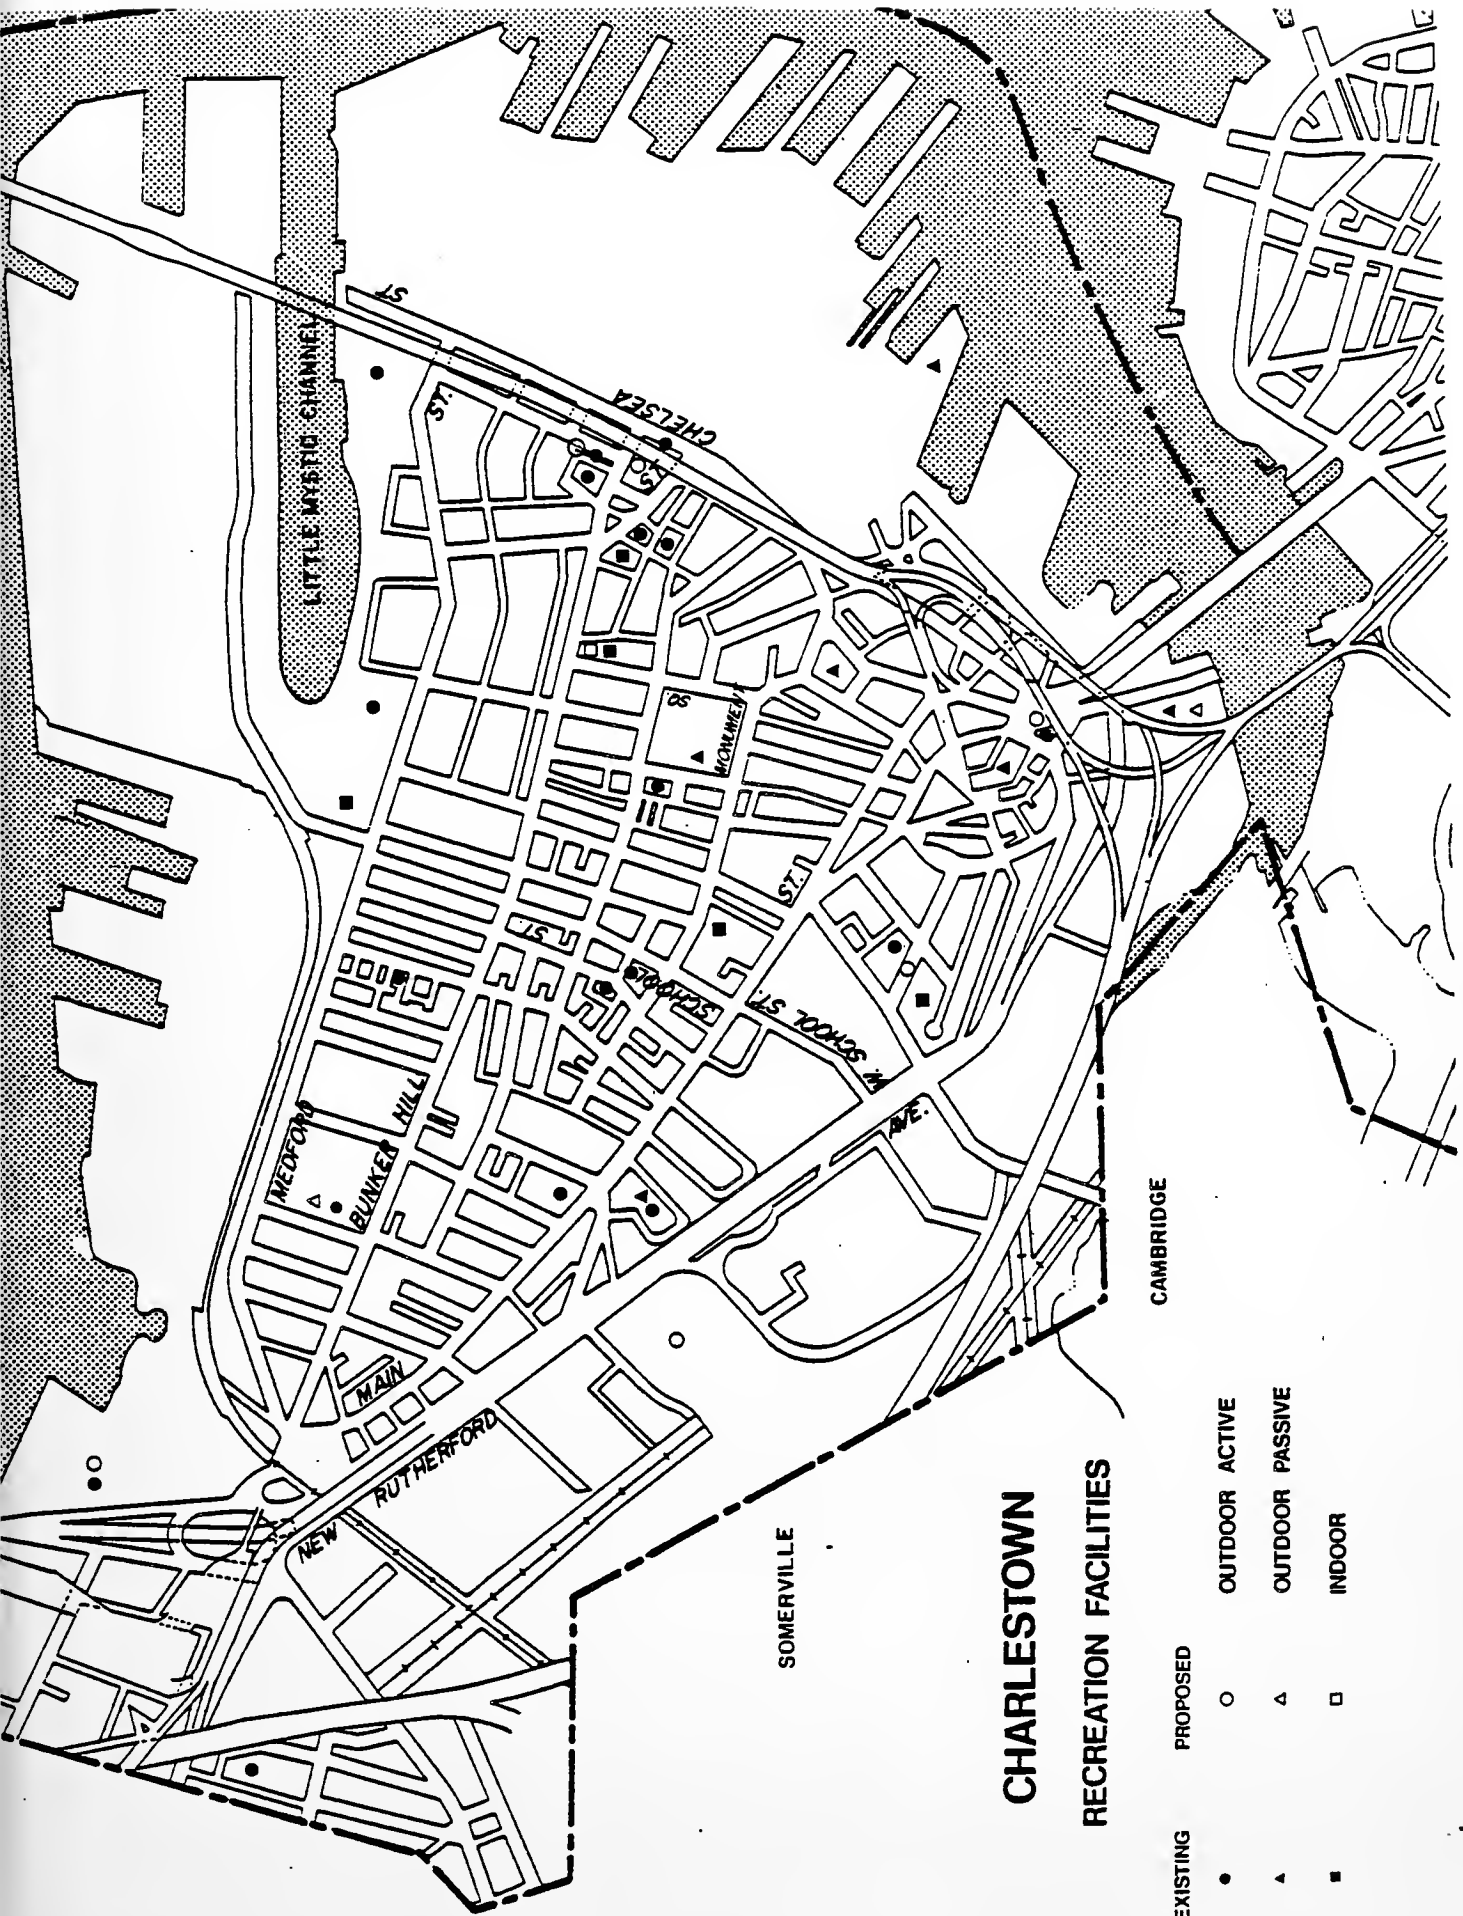 CHARLESTOWN
RECREATION FACILITIES
EXISTING PROPOSED
OUTDOOR ACTIVE
OUTDOOR PASSIVE
INDOOR
SOMERVILLE
CAMBRIDGE
LITTLE MYSTIC CHANNEL
CHELSEA ST
ST.
MONUMENT SQ
ST.
SCHOOL ST.
W. SCHOOL ST.
MEDFORD
BUNKER HILL
MAIN
NEW RUTHERFORD AVE.